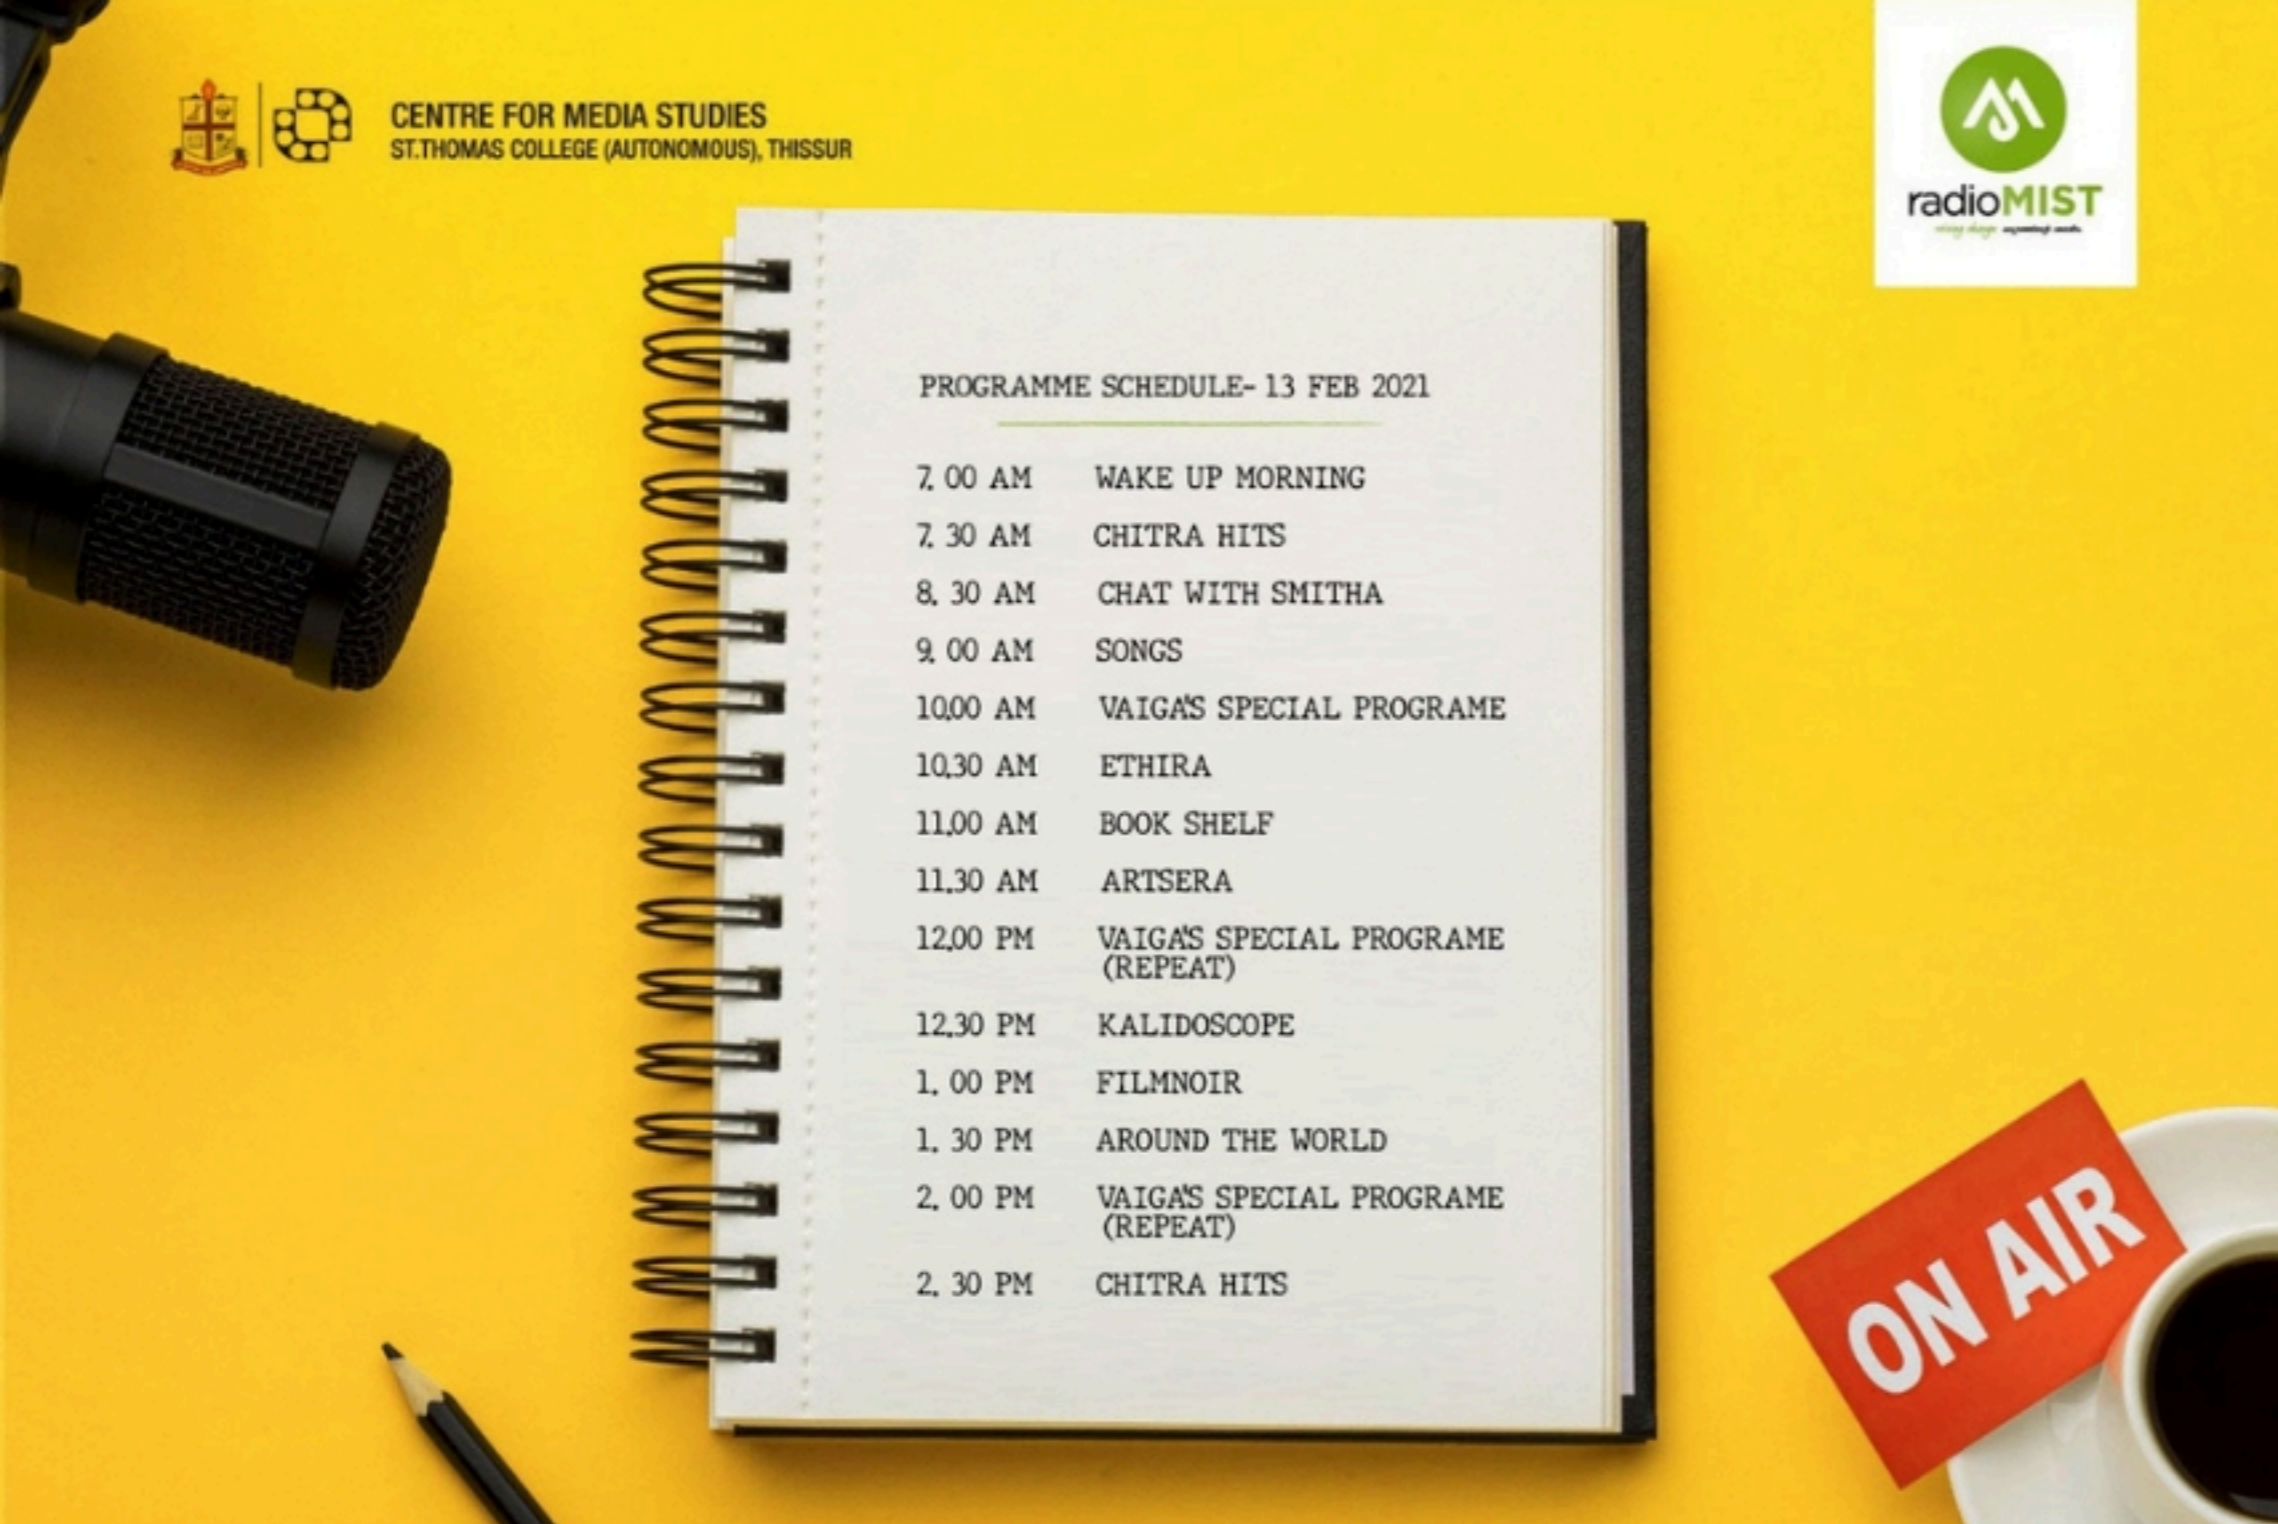 CENTRE FOR MEDIA STUDIES
ST.THOMAS COLLEGE (AUTONOMOUS), THISSUR
radioMIST
PROGRAMME SCHEDULE- 13 FEB 2021
7. 00 AM WAKE UP MORNING
7. 30 AM CHITRA HITS
8. 30 AM CHAT WITH SMITHA
9. 00 AM SONGS
10.00 AM VAIGA'S SPECIAL PROGRAME
10.30 AM ETHIRA
11.00 AM BOOK SHELF
11.30 AM ARTSERA
12.00 PM VAIGA'S SPECIAL PROGRAME
(REPEAT)
12.30 PM KALIDOSCOPE
1. 00 PM FILMNOIR
1. 30 PM AROUND THE WORLD
2. 00 PM VAIGA'S SPECIAL PROGRAME
(REPEAT)
2. 30 PM CHITRA HITS
ON AIR